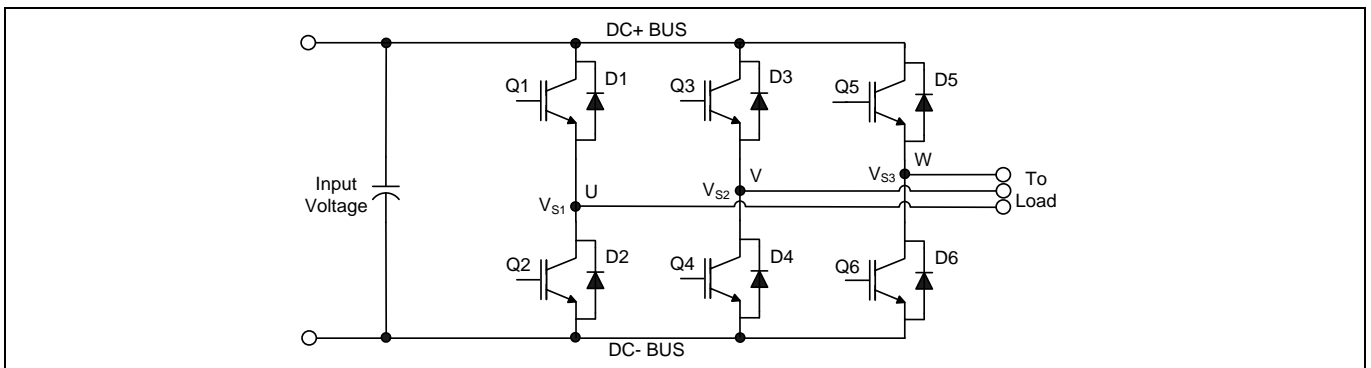 DC+ BUS
Q1
D1
Q3
D3
Q5
D5
Input
Voltage
U
V
W
VS1
VS2
VS3
To
Load
Q2
D2
Q4
D4
Q6
D6
DC- BUS